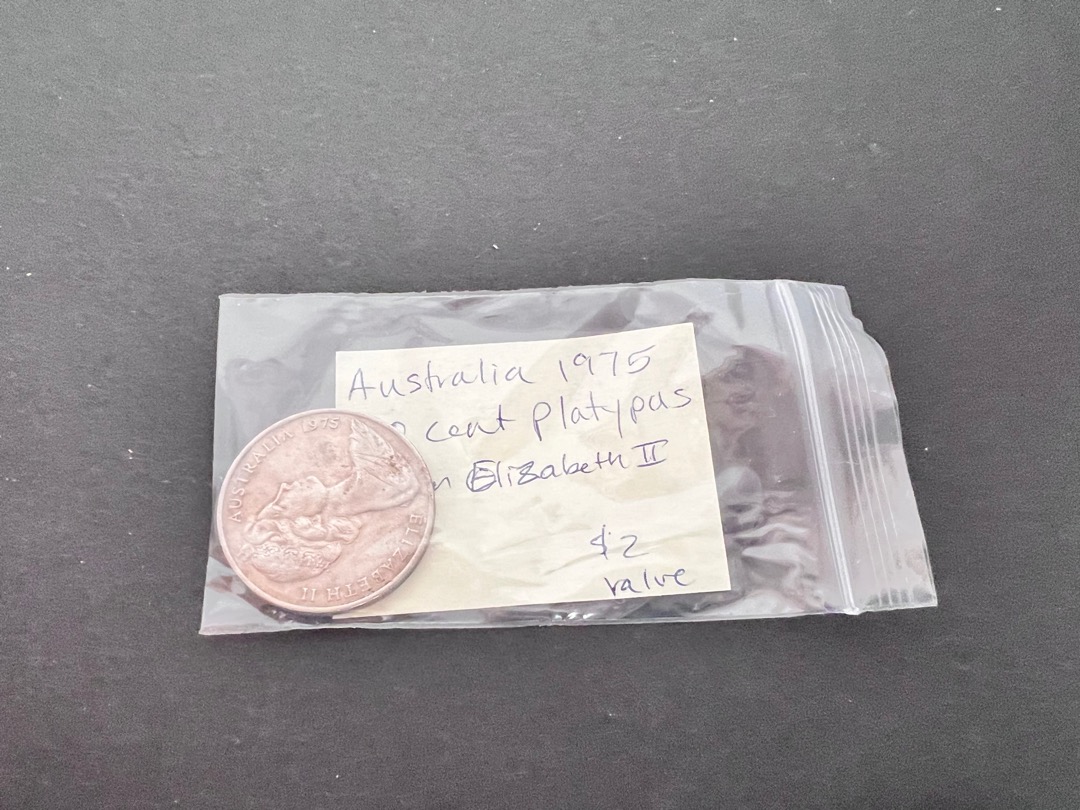 Australia 1975
cent platypus
Elizabeth II
$2
value
ELIZABETH II
AUSTRALIA 1975